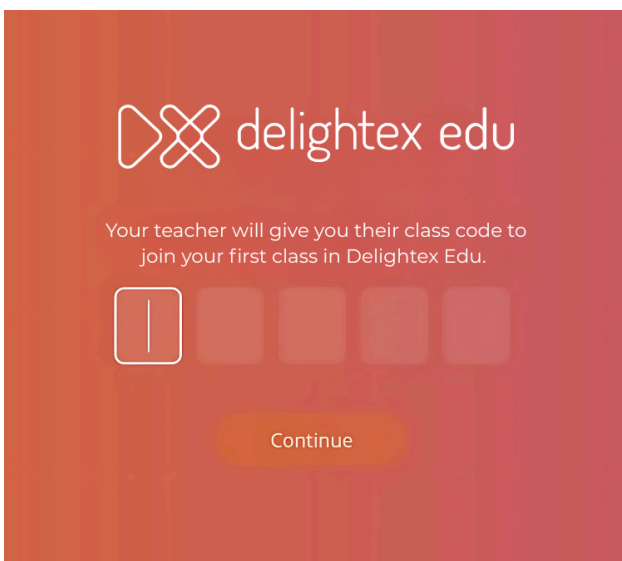 delightex edu
Your teacher will give you their class code to
join your first class in Delightex Edu.
Continue